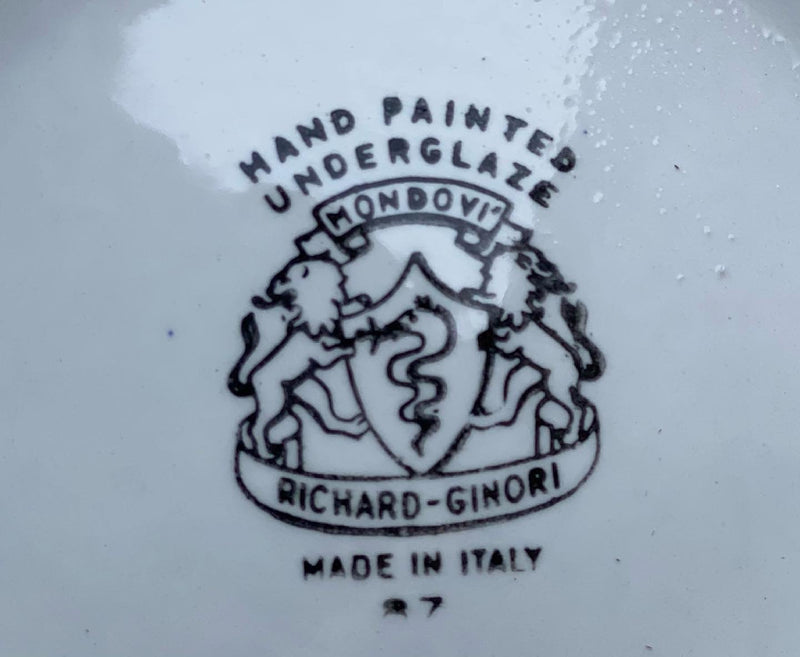 HAND PAINTED
UNDERGLAZE
MONDOVI'
RICHARD-GINORI
MADE IN ITALY